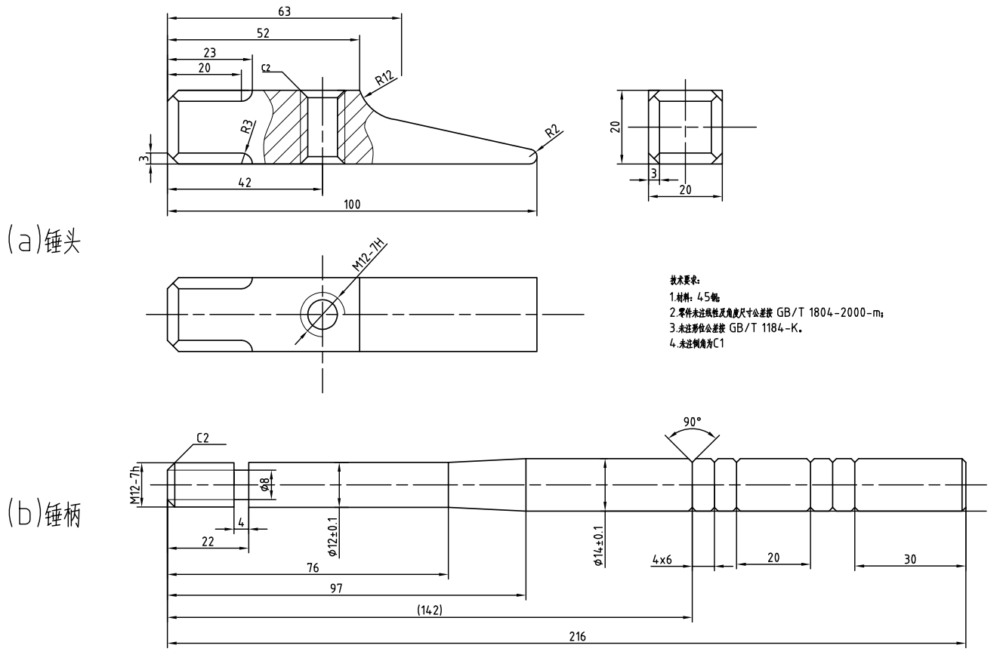 63
52
23
20
C2
R12
R3
R2
3
42
100
20
3
20
(a)锤头
M12-7H
技术要求:
1.材料: 45钢;
2.零件未注线性及角度尺寸公差按 GB/T 1804-2000-m;
3.未注形位公差按 GB/T 1184-K。
4.未注倒角为C1
90°
C2
M12-7h
ϕ8
(b)锤柄
4
22
ϕ12±0.1
ϕ14±0.1
4x6
20
30
76
97
(142)
216